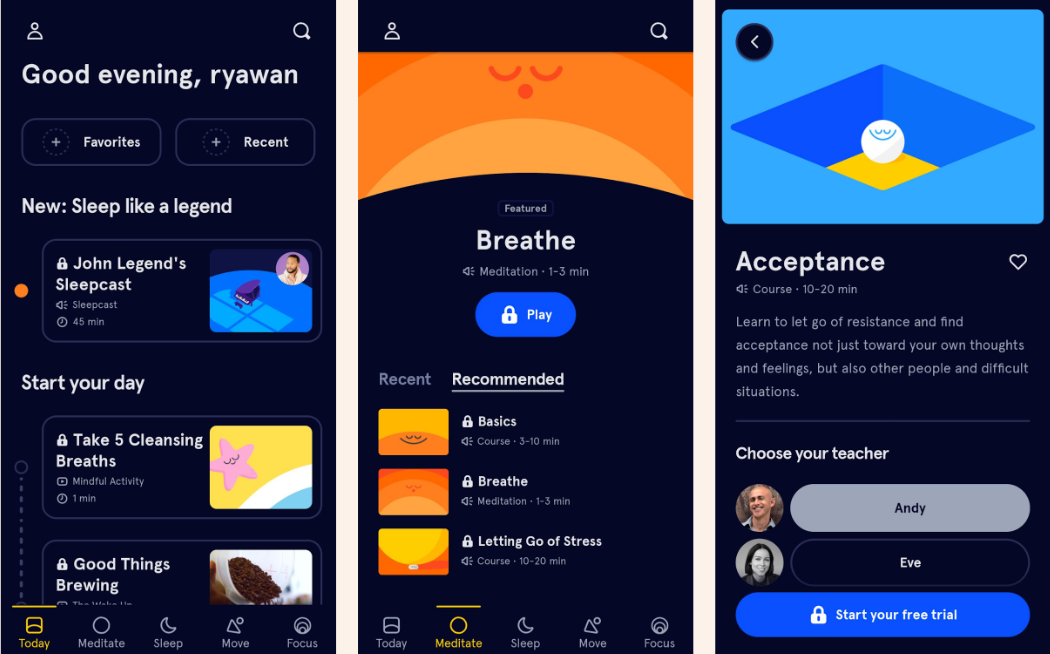 Good evening, ryawan
Favorites
Recent
New: Sleep like a legend
John Legend's
Sleepcast
Sleepcast
45 min
Start your day
Take 5 Cleansing
Breaths
Mindful Activity
1 min
Good Things
Brewing
The Wake Up
Today
Meditate
Sleep
Move
Focus
Featured
Breathe
Meditation · 1-3 min
Play
Recent
Recommended
Basics
Course · 3-10 min
Breathe
Meditation · 1-3 min
Letting Go of Stress
Course · 10-20 min
Today
Meditate
Sleep
Move
Focus
Acceptance
Course · 10-20 min
Learn to let go of resistance and find
acceptance not just toward your own thoughts
and feelings, but also other people and difficult
situations.
Choose your teacher
Andy
Eve
Start your free trial